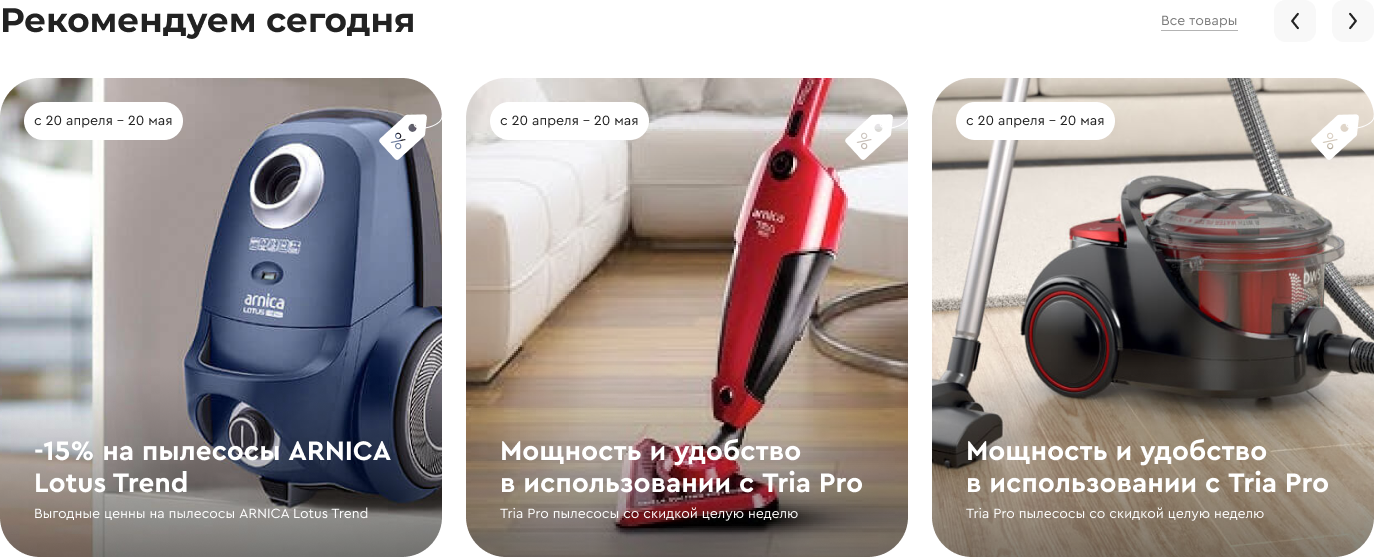 Рекомендуем сегодня
Все товары
с 20 апреля - 20 мая
%
arnica
LOTUS
-15% на пылесосы ARNICA
Lotus Trend
Выгодные ценны на пылесосы ARNICA Lotus Trend
с 20 апреля - 20 мая
%
arnica
TRIA
Мощность и удобство
в использовании с Tria Pro
Tria Pro пылесосы со скидкой целую неделю
с 20 апреля - 20 мая
%
Мощность и удобство
в использовании с Tria Pro
Tria Pro пылесосы со скидкой целую неделю